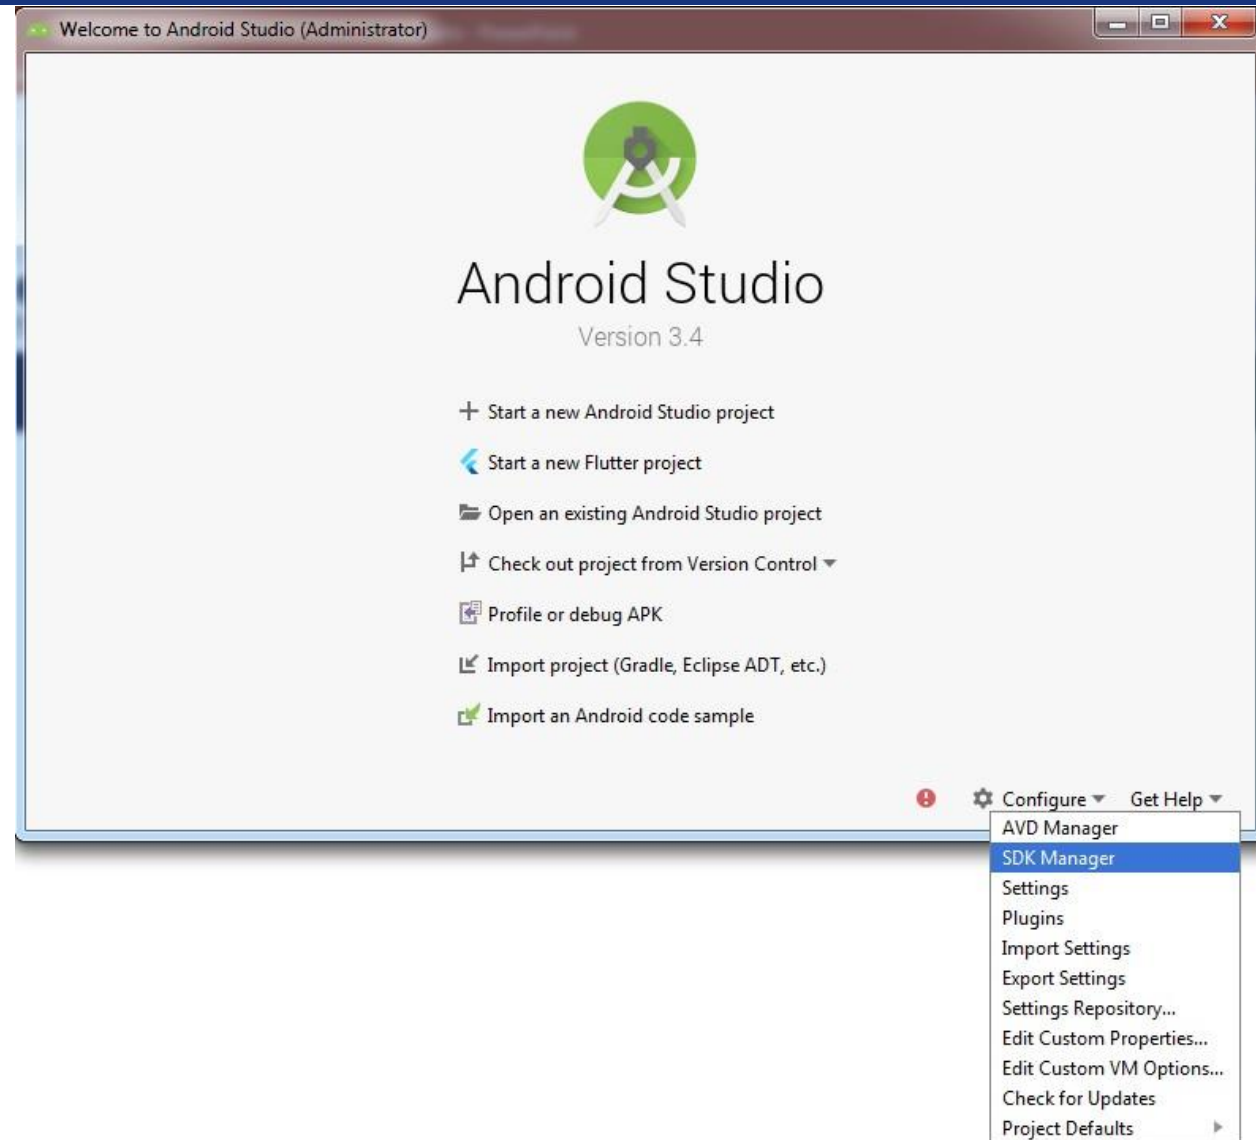 Welcome to Android Studio (Administrator)
Android Studio
Version 3.4
Start a new Android Studio project
Start a new Flutter project
Open an existing Android Studio project
Check out project from Version Control
Profile or debug APK
Import project (Gradle, Eclipse ADT, etc.)
Import an Android code sample
Configure Get Help
AVD Manager
SDK Manager
Settings
Plugins
Import Settings
Export Settings
Settings Repository...
Edit Custom Properties...
Edit Custom VM Options...
Check for Updates
Project Defaults